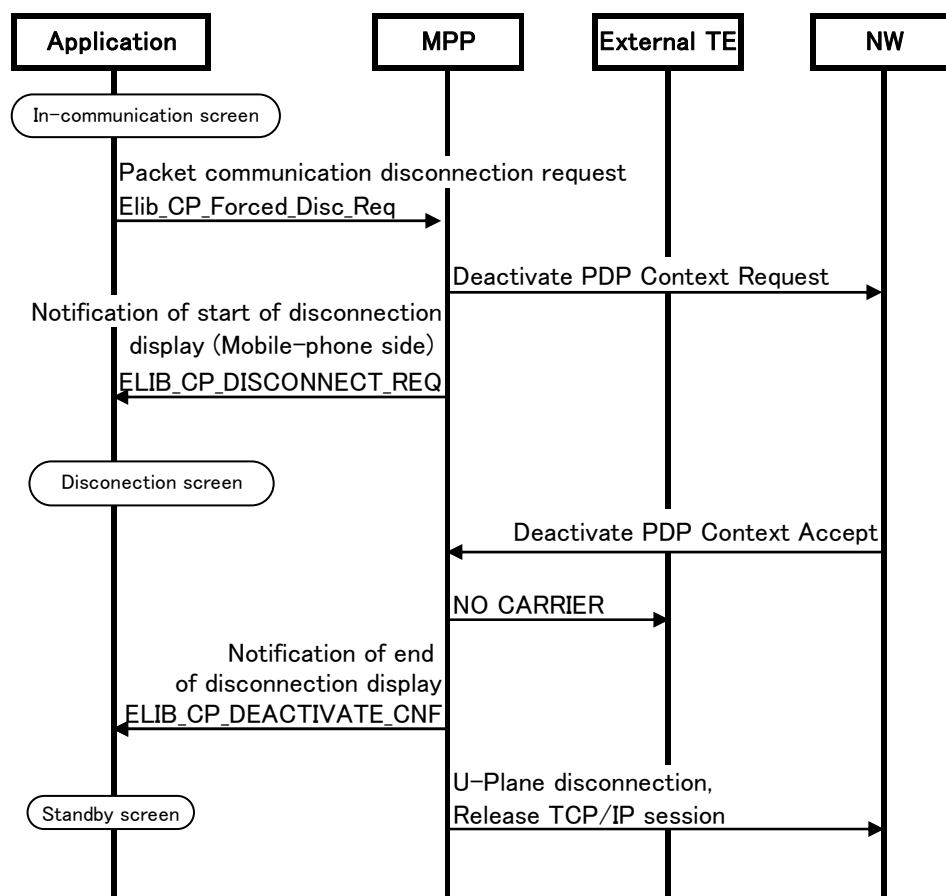 Application
MPP
External TE
NW
In-communication screen
Packet communication disconnection request
Elib_CP_Forced_Disc_Req
Deactivate PDP Context Request
Notification of start of disconnection
display (Mobile-phone side)
ELIB_CP_DISCONNECT_REQ
Disconection screen
Deactivate PDP Context Accept
NO CARRIER
Notification of end
of disconnection display
ELIB_CP_DEACTIVATE_CNF
U-Plane disconnection,
Release TCP/IP session
Standby screen